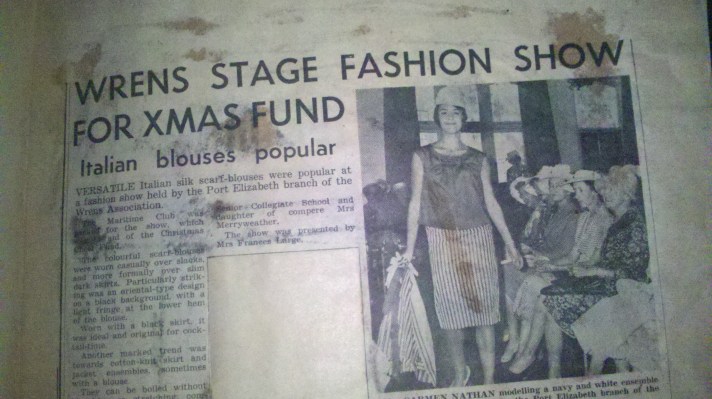 WRENS STAGE FASHION SHOW
FOR XMAS FUND
Italian blouses popular
VERSATILE Italian silk scarf-blouses were popular at
a fashion show held by the Port Elizabeth branch of the
Wrens Association.
Maritime Club was
for the show, which
aid of the Christmas
The colourful scarf-blouses
were worn casually over slacks,
and more formally over slim
dark skirts. Particularly strik-
ing was an oriental-type design
on a black background, with a
light fringe at the lower hem
of the blouse.
Worn with a black skirt, it
was ideal and original for cock-
tail-time.
Another marked trend was
towards cotton-knit skirt and
jacket ensembles, sometimes
with a blouse.
They can be boiled without
Collegiate School and
daughter of compere Mrs
Merryweather.
The show was presented by
Mrs Frances Large.
CARMEN NATHAN modelling a navy and white ensemble
the Port Elizabeth branch of the